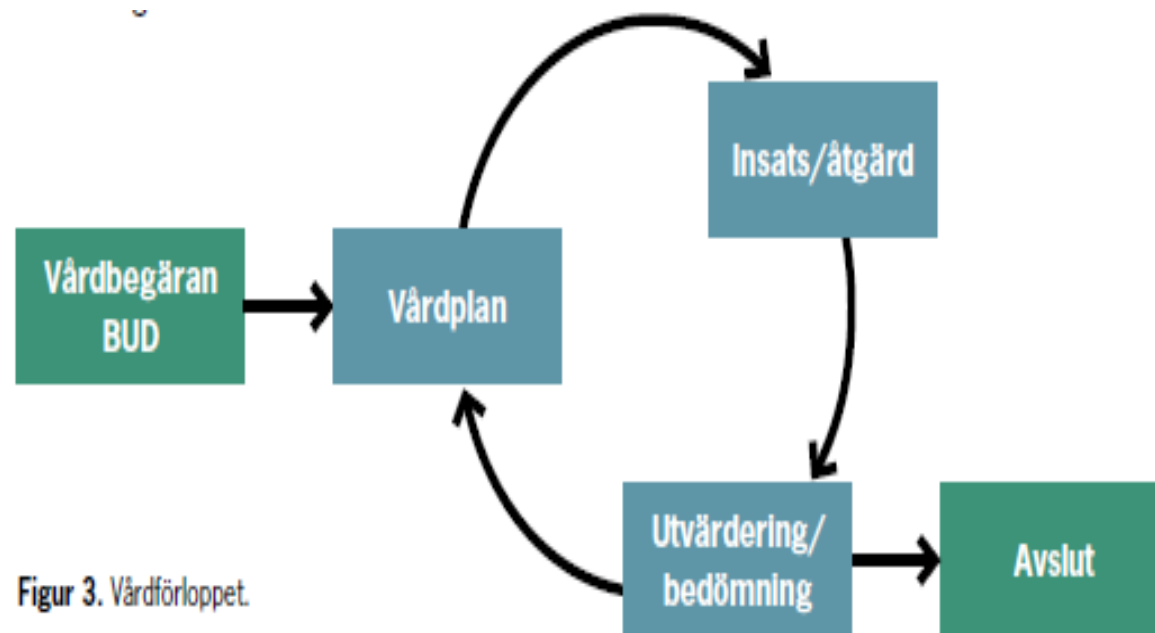 Insats/åtgärd
Vårdbegäran
BUD
Vårdplan
Utvärdering/
bedömning
Avslut
Figur 3. Vårdförloppet.